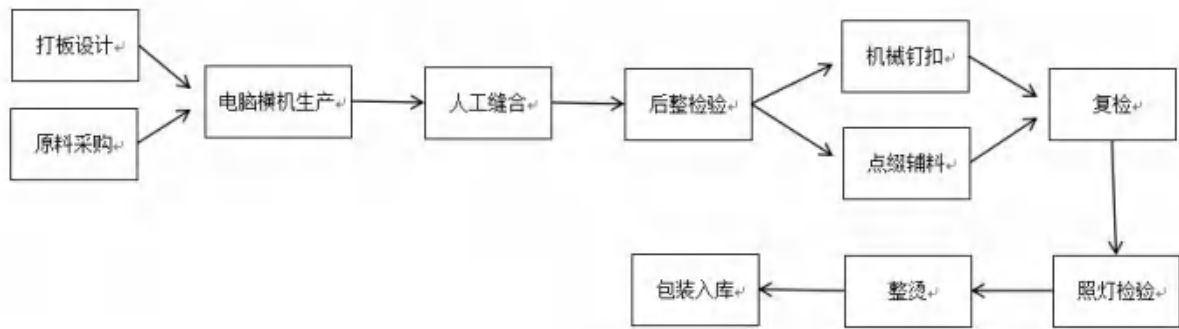 打板设计
原料采购
电脑横机生产
人工缝合
后整检验
机械钉扣
点缀辅料
复检
照灯检验
整烫
包装入库